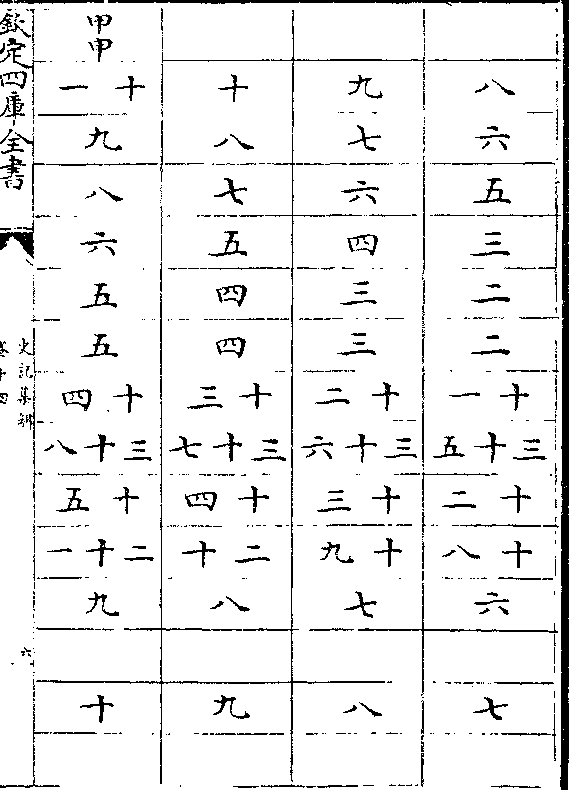 八 六 五 三 二 二 十一 三十五 十二 十八 六 七
九 七 六 四 三 三 十二 三十六 十三 十九 七 八
十 八 七 五 四 四 十三 三十七 十四 二十 八 九
甲申 十一 九 八 六 五 五 十四 三十八 十五 二十一 九 十
欽定四庫全書
史記集解
卷十四
六